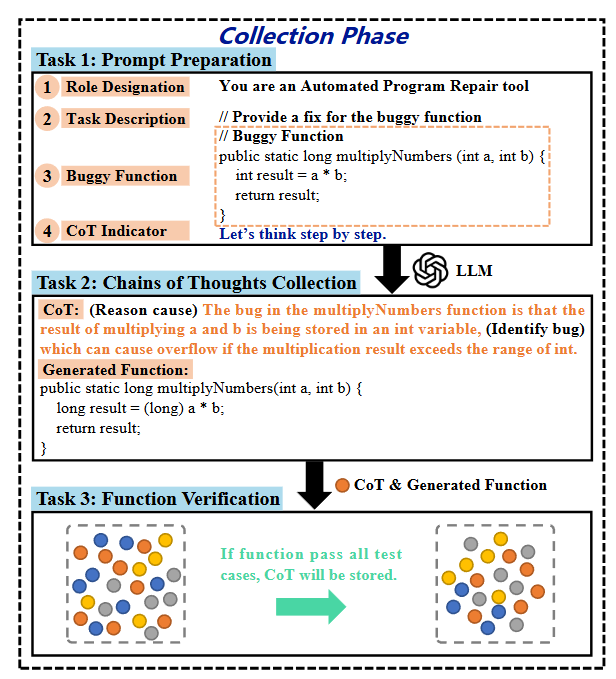 Collection Phase
Task 1: Prompt Preparation
1 Role Designation You are an Automated Program Repair tool
2 Task Description // Provide a fix for the buggy function
// Buggy Function
public static long multiplyNumbers (int a, int b) {
3 Buggy Function int result = a * b;
return result;
}
4 CoT Indicator Let's think step by step.
LLM
Task 2: Chains of Thoughts Collection
CoT: (Reason cause) The bug in the multiplyNumbers function is that the
result of multiplying a and b is being stored in an int variable, (Identify bug)
which can cause overflow if the multiplication result exceeds the range of int.
Generated Function:
public static long multiplyNumbers(int a, int b) {
long result = (long) a * b;
return result;
}
CoT & Generated Function
Task 3: Function Verification
If function pass all test
cases, CoT will be stored.